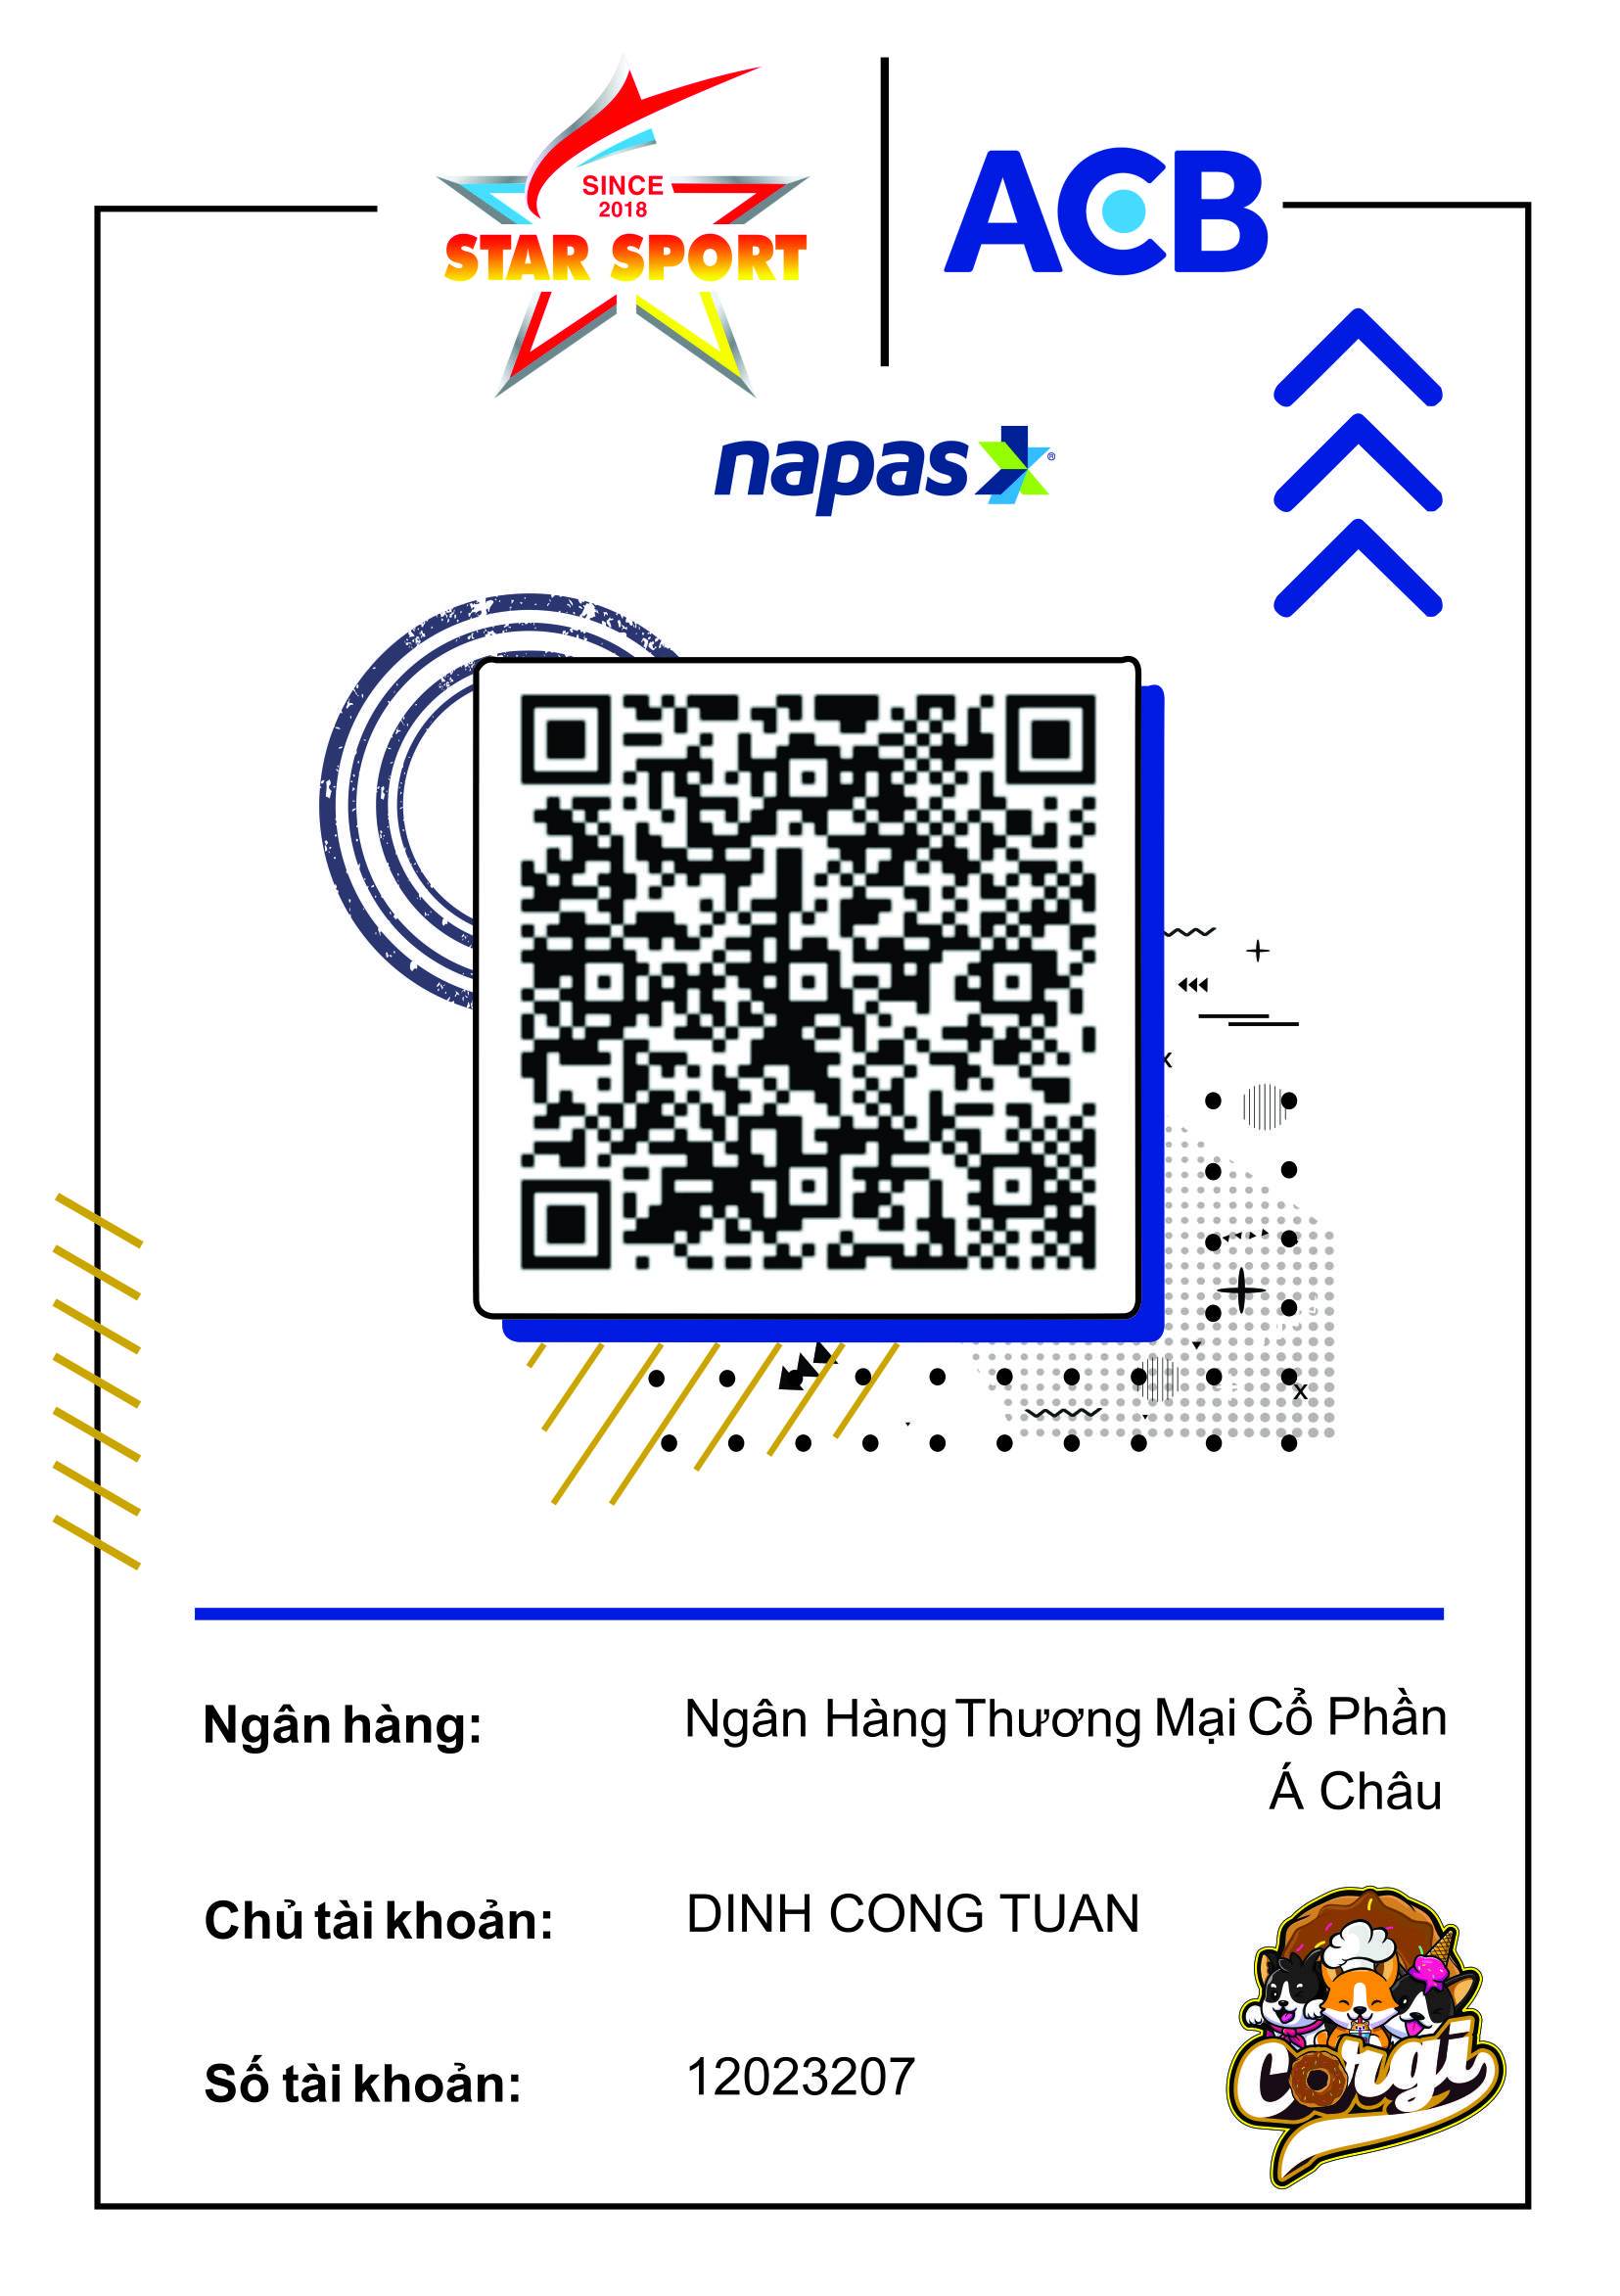 SINCE
2018
STAR SPORT
ACB
napas
®
x
x
Ngân hàng: Ngân Hàng Thương Mại Cổ Phần
Á Châu
Chủ tài khoản: DINH CONG TUAN
Số tài khoản: 12023207
Corgi